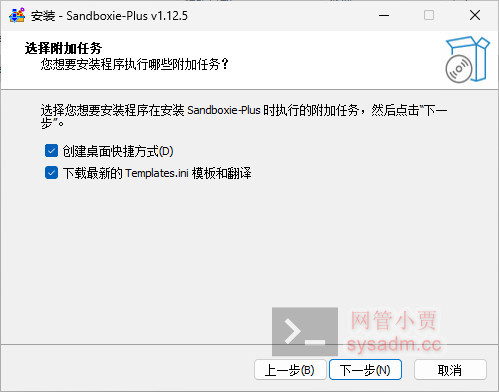 安装 - Sandboxie-Plus v1.12.5
选择附加任务
您想要安装程序执行哪些附加任务？
选择您想要安装程序在安装 Sandboxie-Plus 时执行的附加任务，然后点击“下一
步”。
创建桌面快捷方式(D)
下载最新的 Templates.ini 模板和翻译
网管小贾
sysadm.cc
上一步(B) 下一步(N) 取消